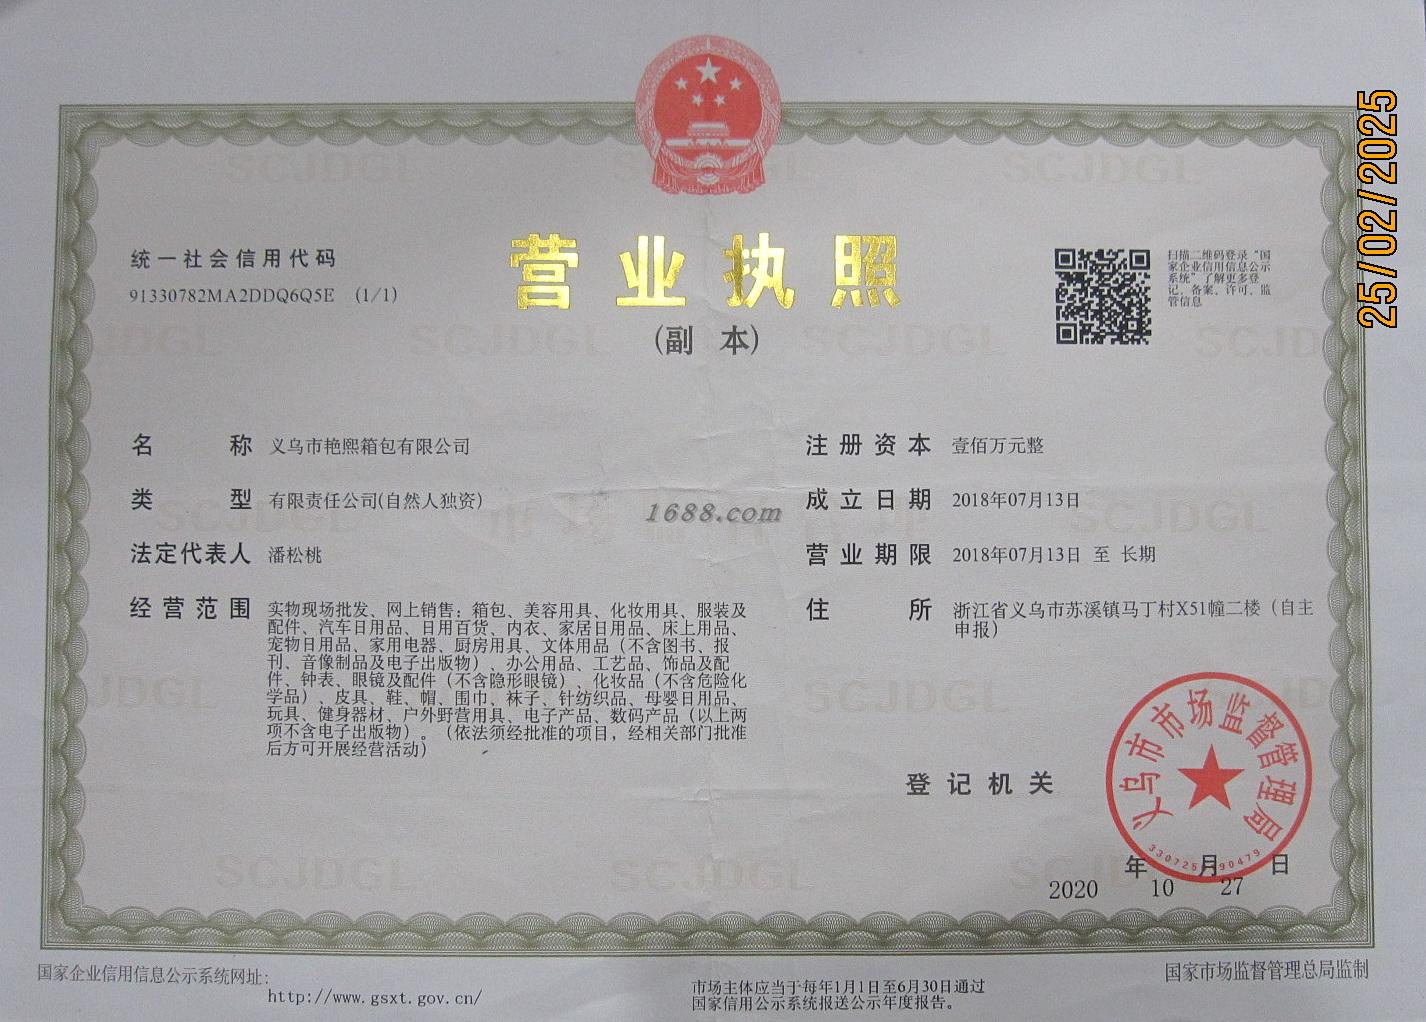 25/02/2025
统一社会信用代码
91330782MA2DDQ6Q5E (1/1)
营业执照
(副 本)
扫描二维码登录“国
家企业信用信息公示
系统”了解更多登
记、备案、许可、监
管信息
名 称 义乌市艳熙箱包有限公司
类 型 有限责任公司(自然人独资)
法定代表人 潘松桃
经营范围 实物现场批发、网上销售：箱包、美容用具、化妆用具、服装及
配件、汽车日用品、日用百货、内衣、家居日用品、床上用品、
宠物日用品、家用电器、厨房用具、文体用品（不含图书、报
刊、音像制品及电子出版物）、办公用品、工艺品、饰品及配
件、钟表、眼镜及配件（不含隐形眼镜）、化妆品（不含危险化
学品）、皮具、鞋、帽、围巾、袜子、针纺织品、母婴日用品、
玩具、健身器材、户外野营用具、电子产品、数码产品（以上两
项不含电子出版物）。（依法须经批准的项目，经相关部门批准
后方可开展经营活动）
注册资本 壹佰万元整
成立日期 2018年07月13日
营业期限 2018年07月13日 至 长期
住 所 浙江省义乌市苏溪镇马丁村X51幢二楼（自主
申报）
1688.com
登记机关
义乌市市场监督管理局
年 月 日
2020 10 27
国家企业信用信息公示系统网址：
http://www.gsxt.gov.cn/
市场主体应当于每年1月1日至6月30日通过
国家信用公示系统报送公示年度报告。
国家市场监督管理总局监制
SCJDGL